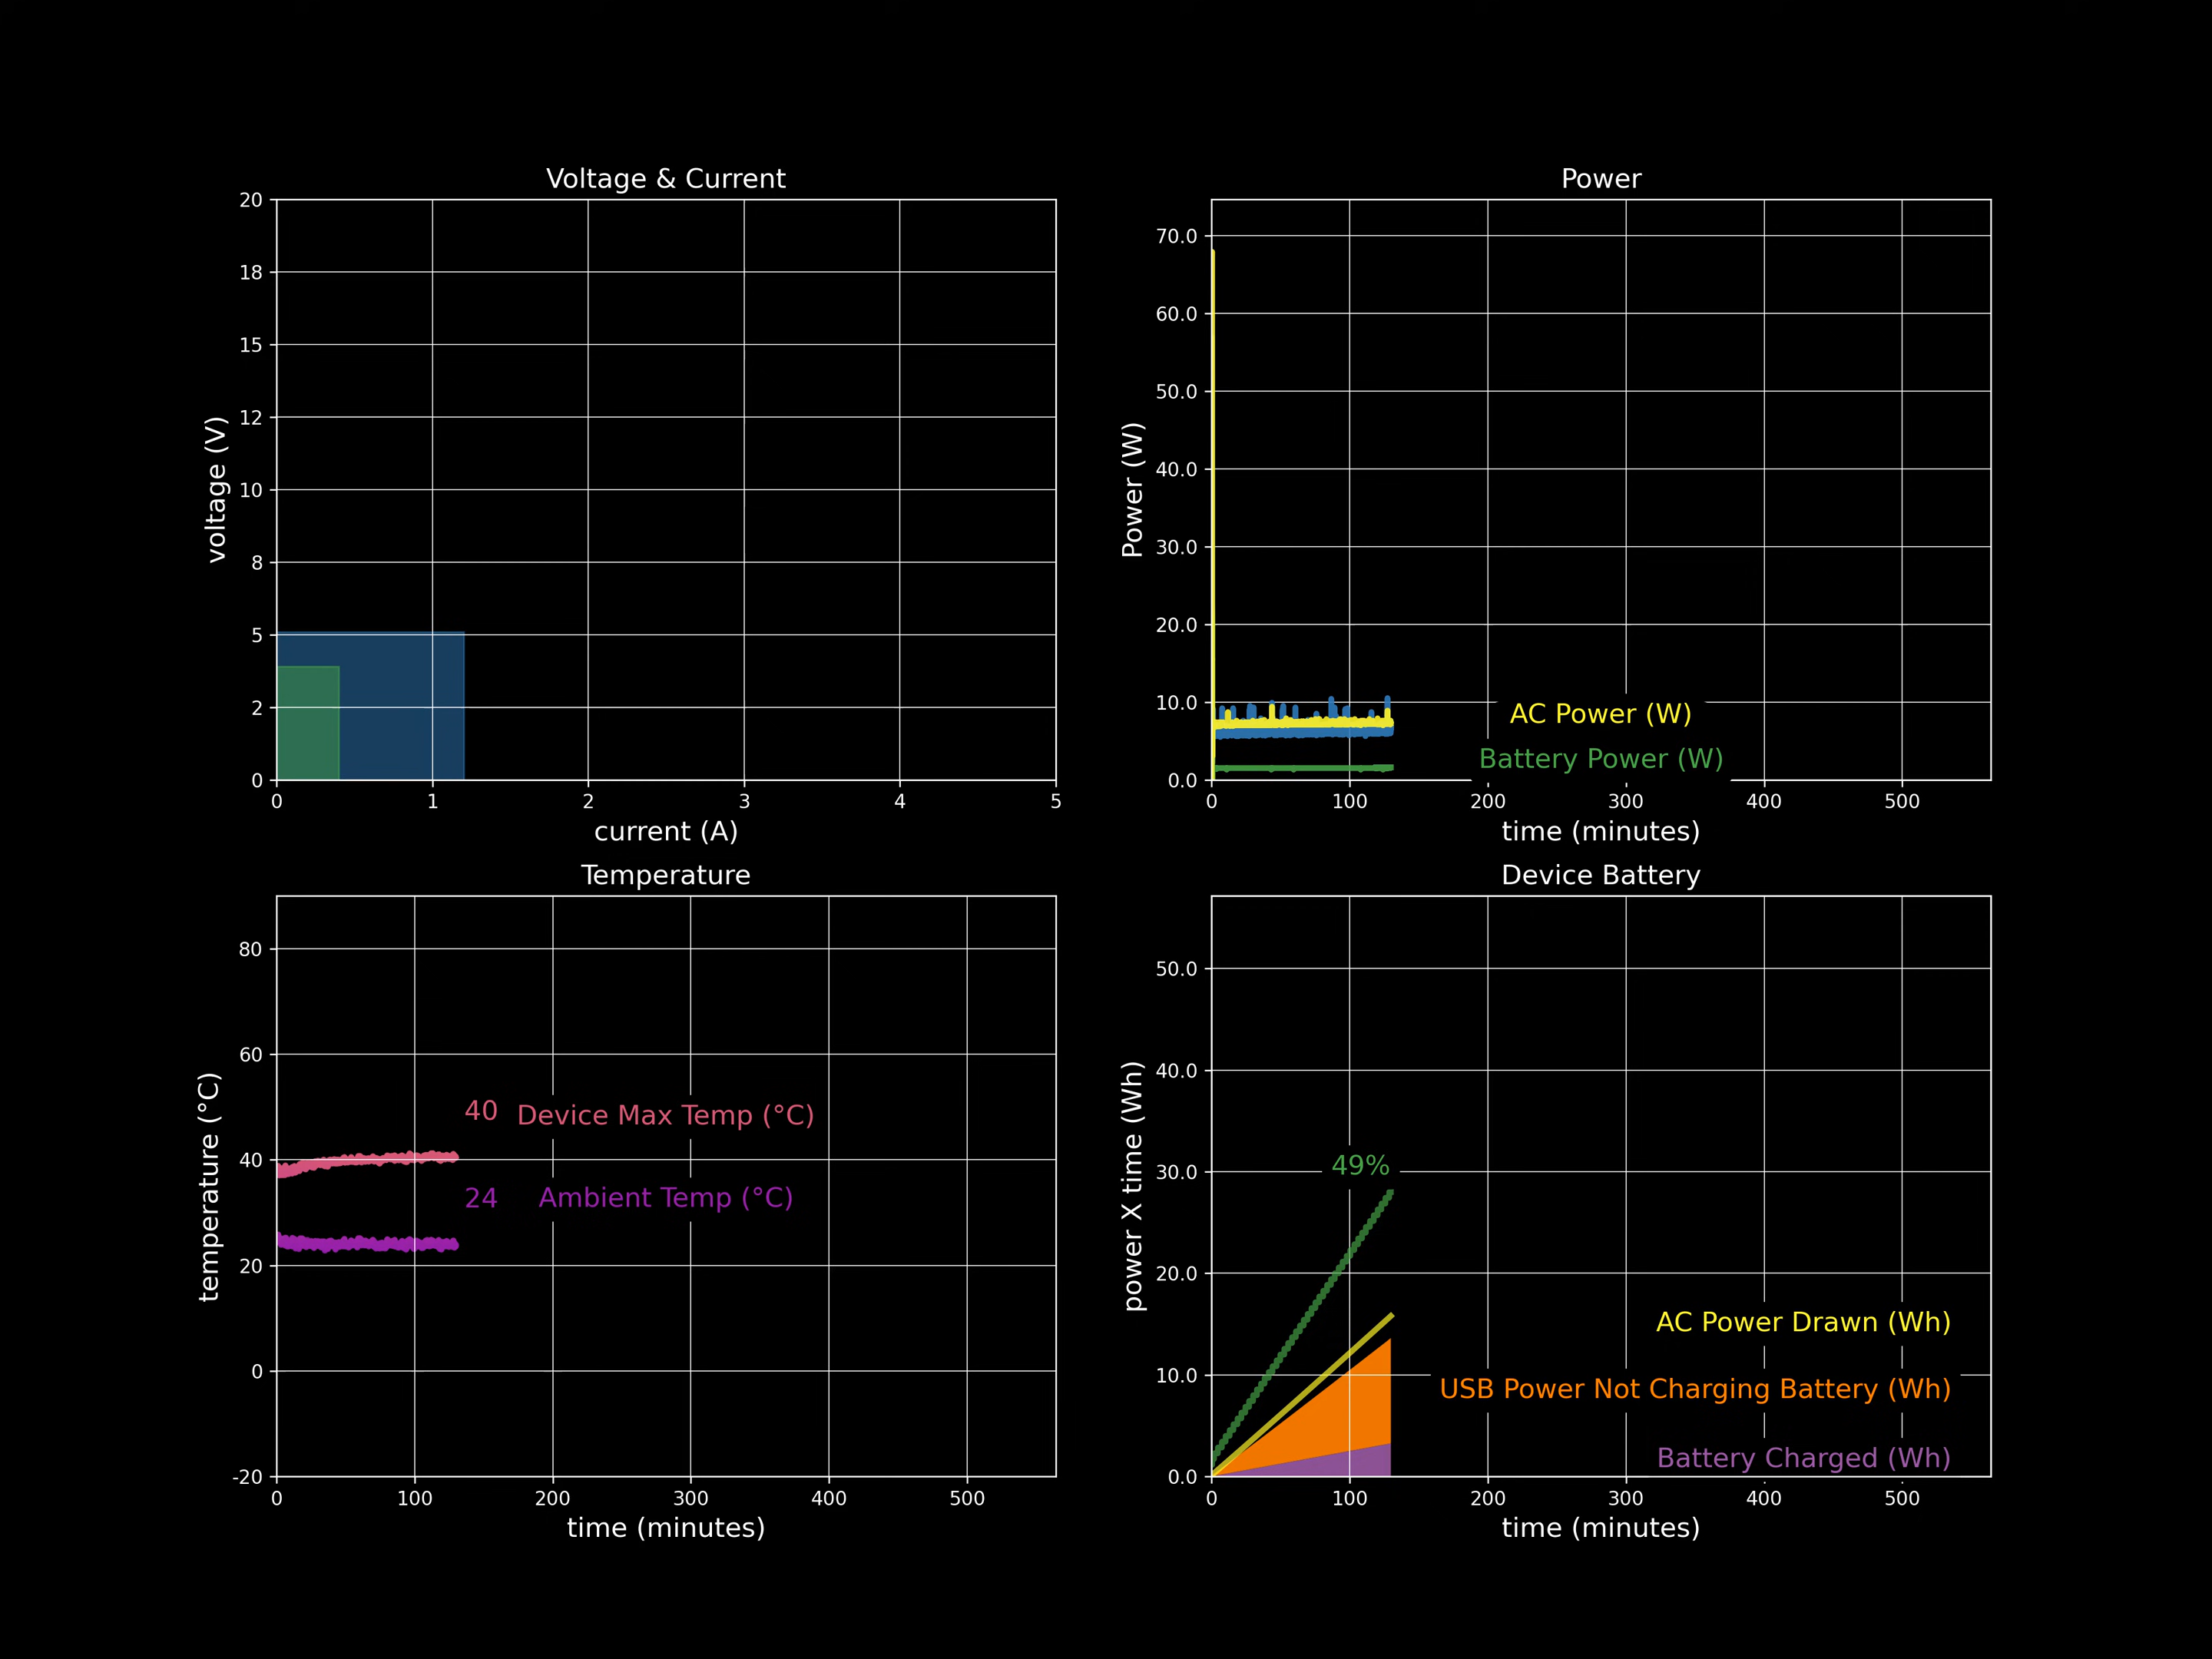 Voltage & Current
20
18
15
12
10
8
5
2
0
voltage (V)
0 1 2 3 4 5
current (A)
Power
70.0
60.0
50.0
40.0
30.0
20.0
10.0
0.0
Power (W)
AC Power (W)
Battery Power (W)
0 100 200 300 400 500
time (minutes)
Temperature
80
60
40
20
0
-20
temperature (°C)
40 Device Max Temp (°C)
24 Ambient Temp (°C)
0 100 200 300 400 500
time (minutes)
Device Battery
50.0
40.0
30.0
20.0
10.0
0.0
power X time (Wh)
49%
AC Power Drawn (Wh)
USB Power Not Charging Battery (Wh)
Battery Charged (Wh)
0 100 200 300 400 500
time (minutes)